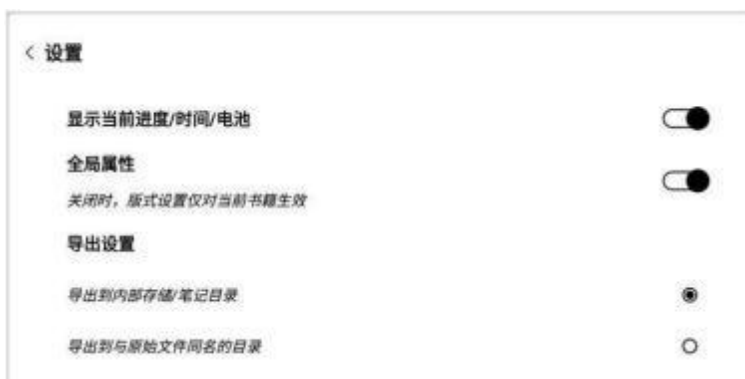 < 设置
显示当前进度/时间/电池
全局属性
关闭时，版式设置仅对当前书籍生效
导出设置
导出到内部存储/笔记目录
导出到与原始文件同名的目录